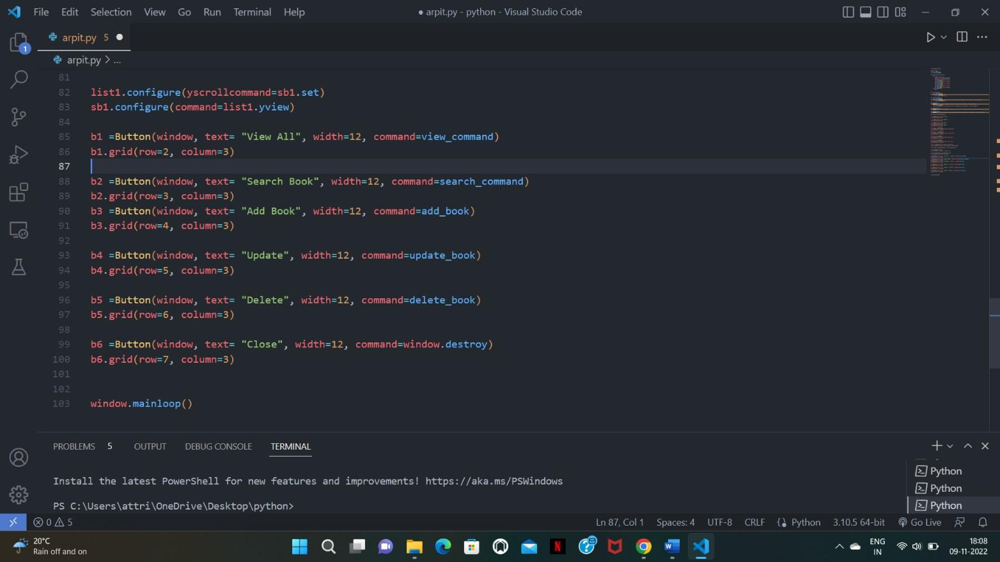 File Edit Selection View Go Run Terminal Help
● arpit.py - python - Visual Studio Code
arpit.py 5
arpit.py > ...
1
81
82 list1.configure(yscrollcommand=sb1.set)
83 sb1.configure(command=list1.yview)
84
85 b1 =Button(window, text= "View All", width=12, command=view_command)
86 b1.grid(row=2, column=3)
87
88 b2 =Button(window, text= "Search Book", width=12, command=search_command)
89 b2.grid(row=3, column=3)
90 b3 =Button(window, text= "Add Book", width=12, command=add_book)
91 b3.grid(row=4, column=3)
92
93 b4 =Button(window, text= "Update", width=12, command=update_book)
94 b4.grid(row=5, column=3)
95
96 b5 =Button(window, text= "Delete", width=12, command=delete_book)
97 b5.grid(row=6, column=3)
98
99 b6 =Button(window, text= "Close", width=12, command=window.destroy)
100 b6.grid(row=7, column=3)
101
102
103 window.mainloop()
PROBLEMS 5 OUTPUT DEBUG CONSOLE TERMINAL
Install the latest PowerShell for new features and improvements! https://aka.ms/PSWindows
PS C:\Users\attri\OneDrive\Desktop\python>
Python
Python
Python
0 5 Ln 87, Col 1 Spaces: 4 UTF-8 CRLF Python 3.10.5 64-bit Go Live
20°C
Rain off and on
N
W
ENG
IN
18:08
09-11-2022